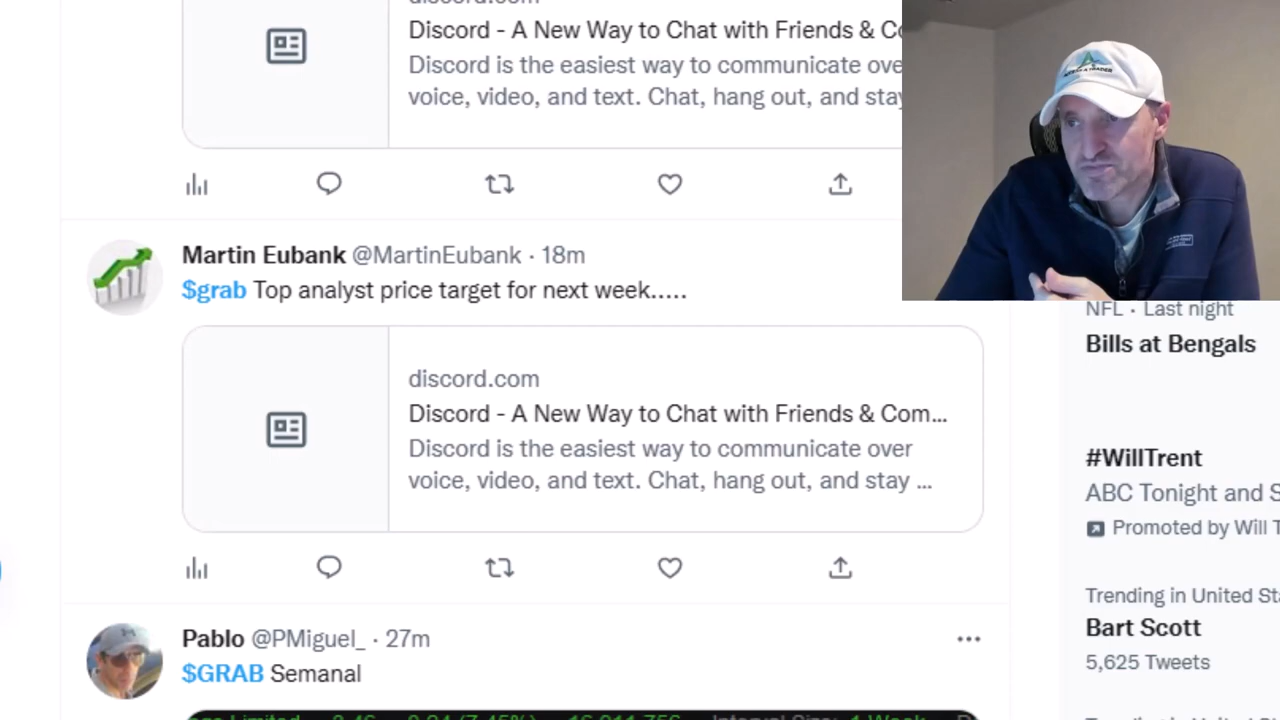 discord.com
Discord - A New Way to Chat with Friends & Co
Discord is the easiest way to communicate ove
voice, video, and text. Chat, hang out, and stay
Martin Eubank @MartinEubank · 18m
$grab Top analyst price target for next week.....
discord.com
Discord - A New Way to Chat with Friends & Com...
Discord is the easiest way to communicate over
voice, video, and text. Chat, hang out, and stay ...
Pablo @PMiguel_ · 27m
$GRAB Semanal
NFL · Last night
Bills at Bengals
#WillTrent
ABC Tonight and S
Promoted by Will T
Trending in United Sta
Bart Scott
5,625 Tweets